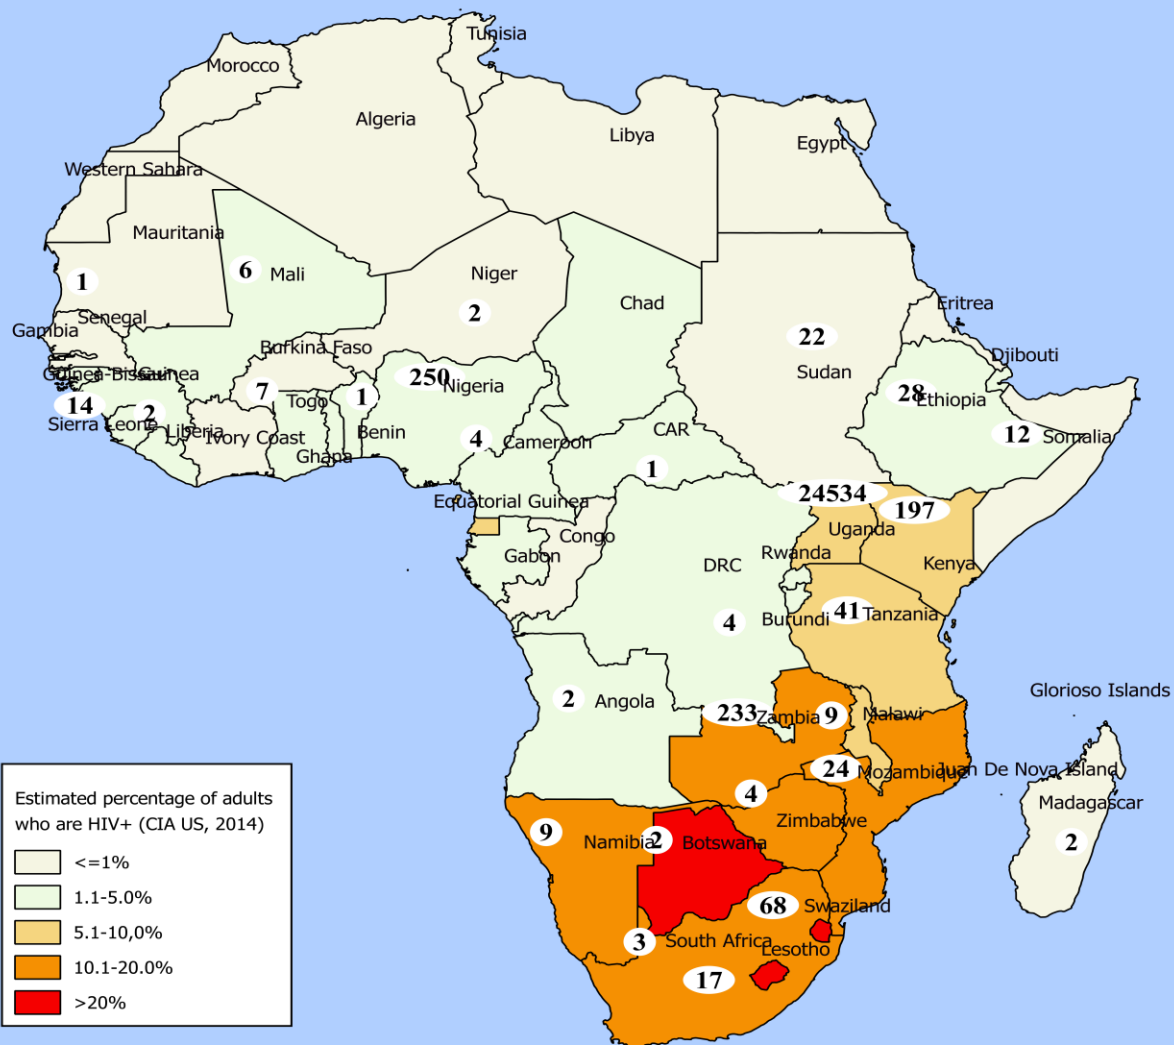 Tunisia
Morocco
Algeria
Libya
Egypt
Western Sahara
Mauritania
6
Mali
Niger
1
Chad
2
Eritrea
Senegal
Gambia
22
Burkina Faso
Djibouti
Sudan
Guinea-Bissau
Guinea
250
Nigeria
7
1
28
Ethiopia
14
2
Togo
Sierra Leone
Liberia
Ivory Coast
Benin
4
Cameroon
CAR
12
Somalia
Ghana
1
24534
Equatorial Guinea
197
Uganda
Congo
Gabon
DRC
Rwanda
Kenya
4
Burundi
41
Tanzania
2
Angola
Glorioso Islands
233
Zambia
9
Malawi
24
Mozambique
Juan De Nova Island
4
Madagascar
Zimbabwe
9
Namibia
2
Botswana
2
68
Swaziland
3
South Africa
Lesotho
17
Estimated percentage of adults
who are HIV+ (CIA US, 2014)
<=1%
1.1-5.0%
5.1-10,0%
10.1-20.0%
>20%